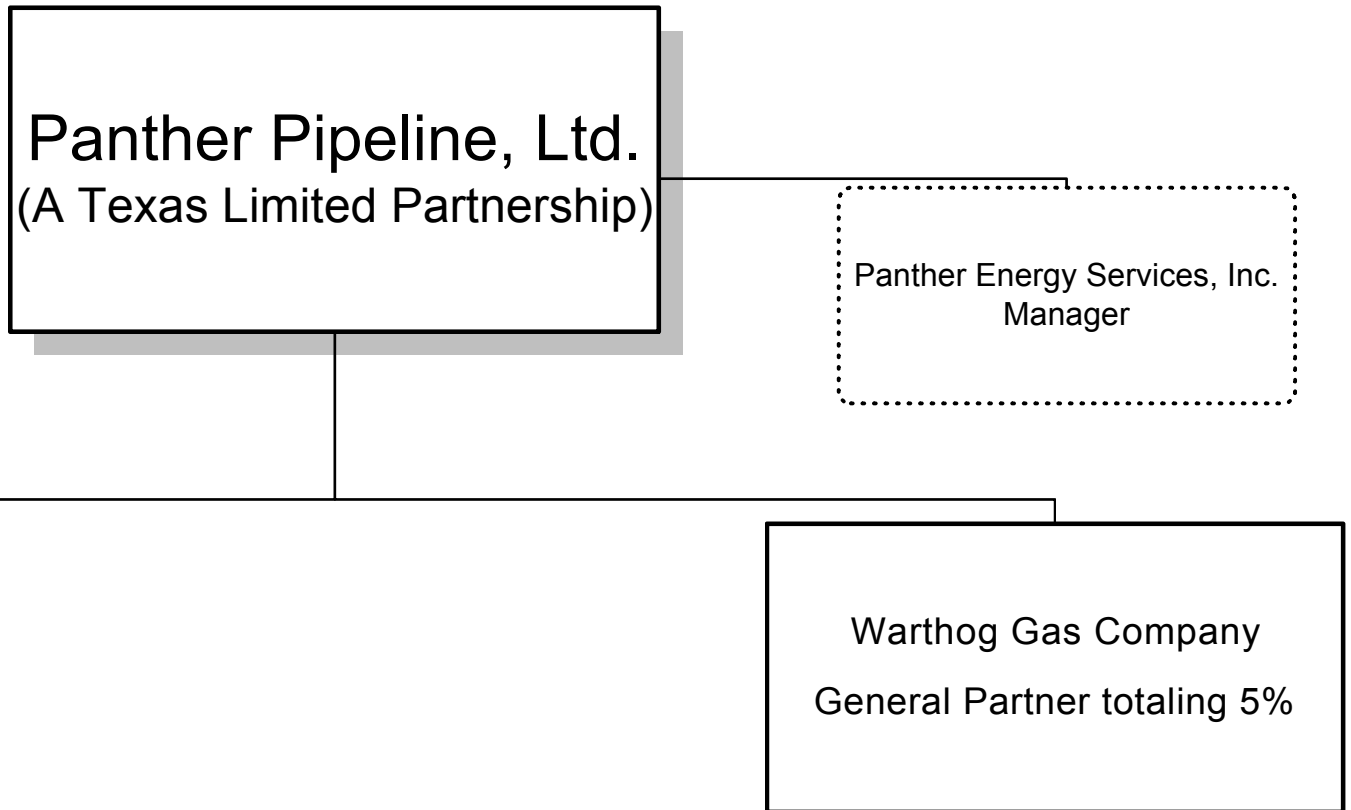 Panther Pipeline, Ltd.
(A Texas Limited Partnership)
Panther Energy Services, Inc.
Manager
Warthog Gas Company
General Partner totaling 5%